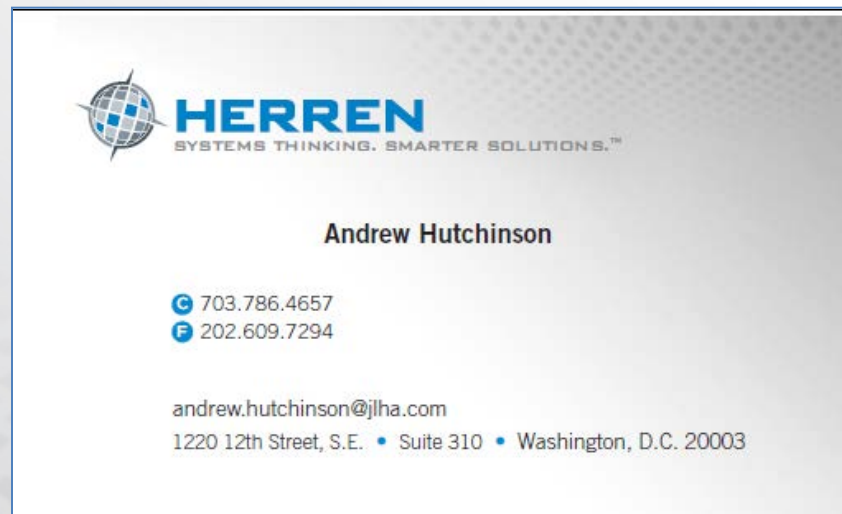 HERREN
SYSTEMS THINKING. SMARTER SOLUTIONS.™
Andrew Hutchinson
C 703.786.4657
F 202.609.7294
andrew.hutchinson@jlha.com
1220 12th Street, S.E. • Suite 310 • Washington, D.C. 20003